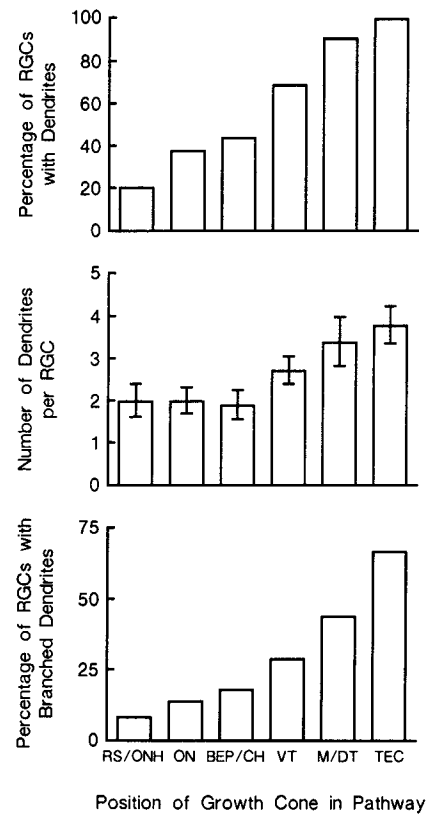 Percentage of RGCs
with Dendrites
100
80
60
40
20
0
Number of Dendrites
per RGC
5
4
3
2
1
0
Percentage of RGCs with
Branched Dendrites
75
50
25
0
RS/ONH ON BEP/CH VT M/DT TEC
Position of Growth Cone in Pathway